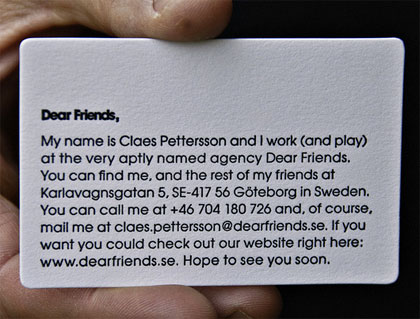 Dear Friends,
My name is Claes Pettersson and I work (and play)
at the very aptly named agency Dear Friends.
You can find me, and the rest of my friends at
Karlavagnsgatan 5, SE-417 56 Göteborg in Sweden.
You can call me at +46 704 180 726 and, of course,
mail me at claes.pettersson@dearfriends.se. If you
want you could check out our website right here:
www.dearfriends.se. Hope to see you soon.